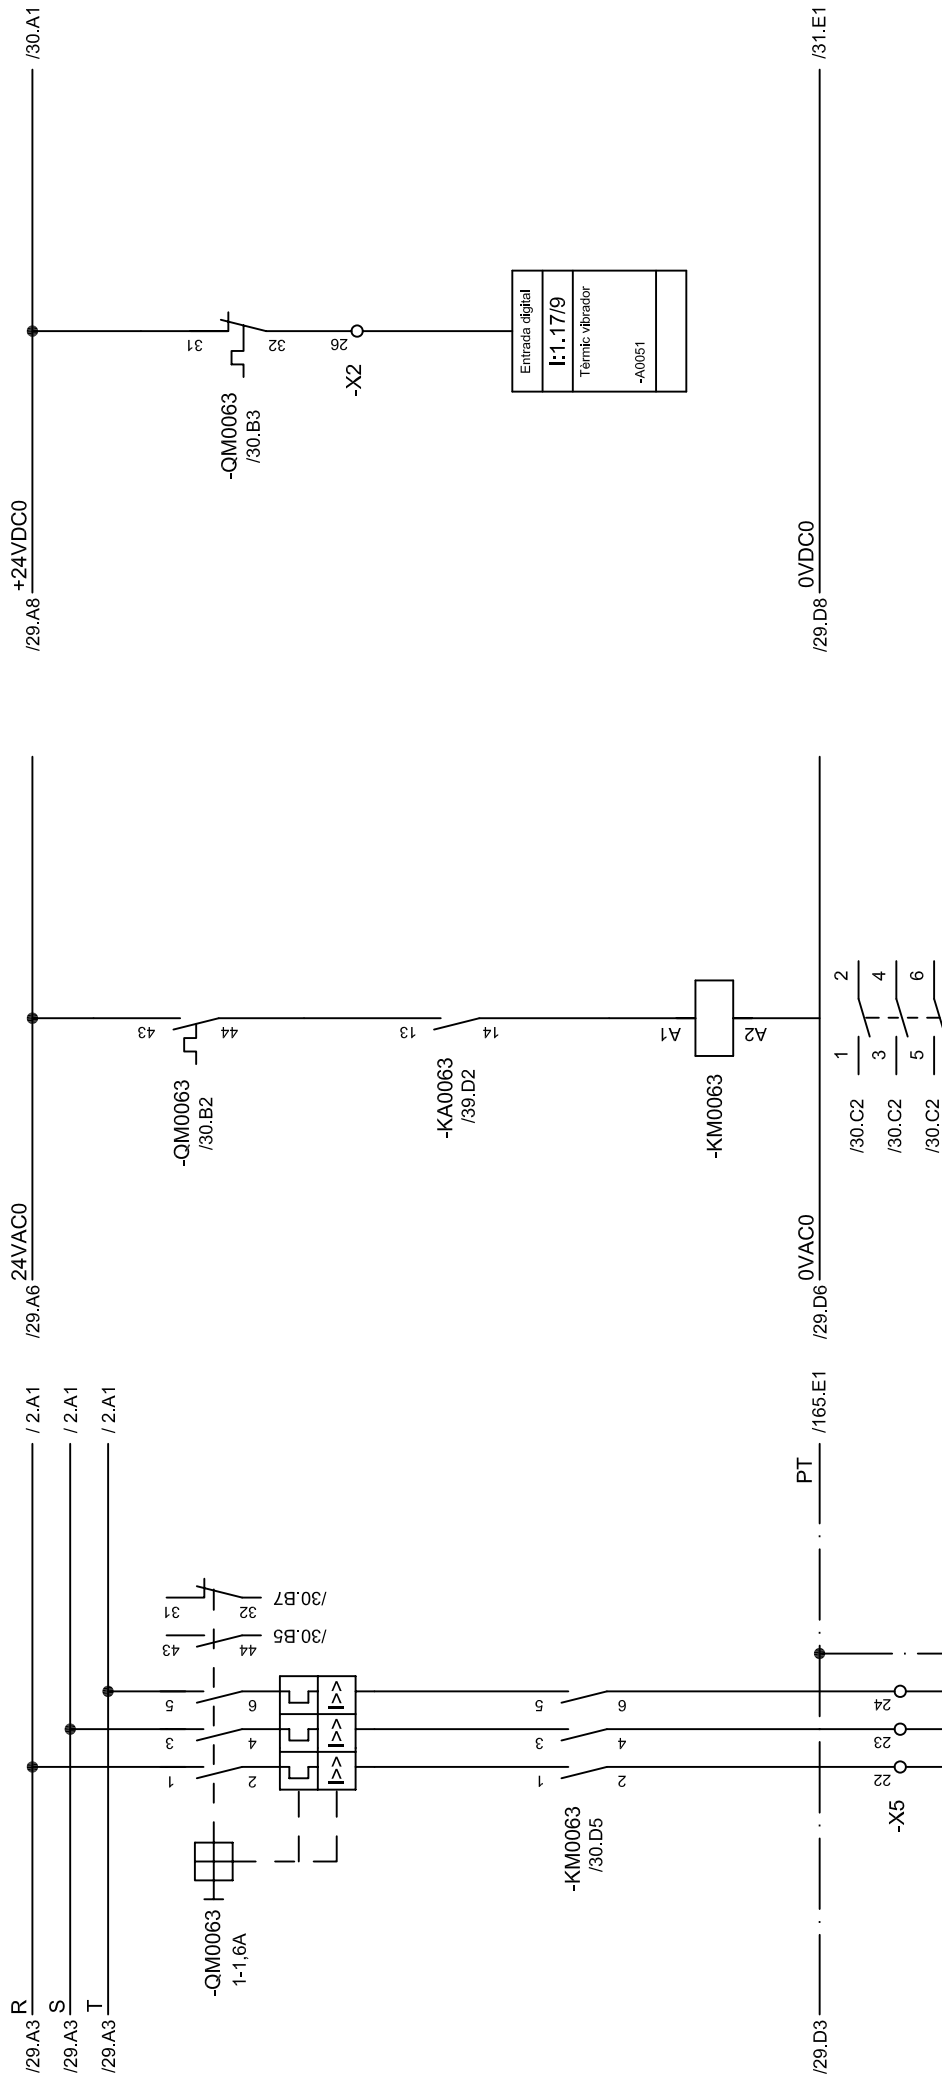 R
/29.A3
/ 2.A1
S
/29.A3
/ 2.A1
T
/29.A3
/ 2.A1
-QM0063
1-1,6A
1
2
3
4
5
6
43
44
/30.B5
31
32
/30.B7
I>>
I>>
I>>
-KM0063
/30.D5
1
2
3
4
5
6
PT
/29.D3
/165.E1
-X5
22
23
24
24VAC0
/29.A6
-QM0063
/30.B2
43
44
-KA0063
/39.D2
13
14
-KM0063
A1
A2
0VAC0
/29.D6
/30.C2
1
2
/30.C2
3
4
/30.C2
5
6
+24VDC0
/29.A8
/30.A1
-QM0063
/30.B3
31
32
-X2
26
Entrada digital
I:1.17/9
Tèrmic vibrador
-A0051
0VDC0
/29.D8
/31.E1